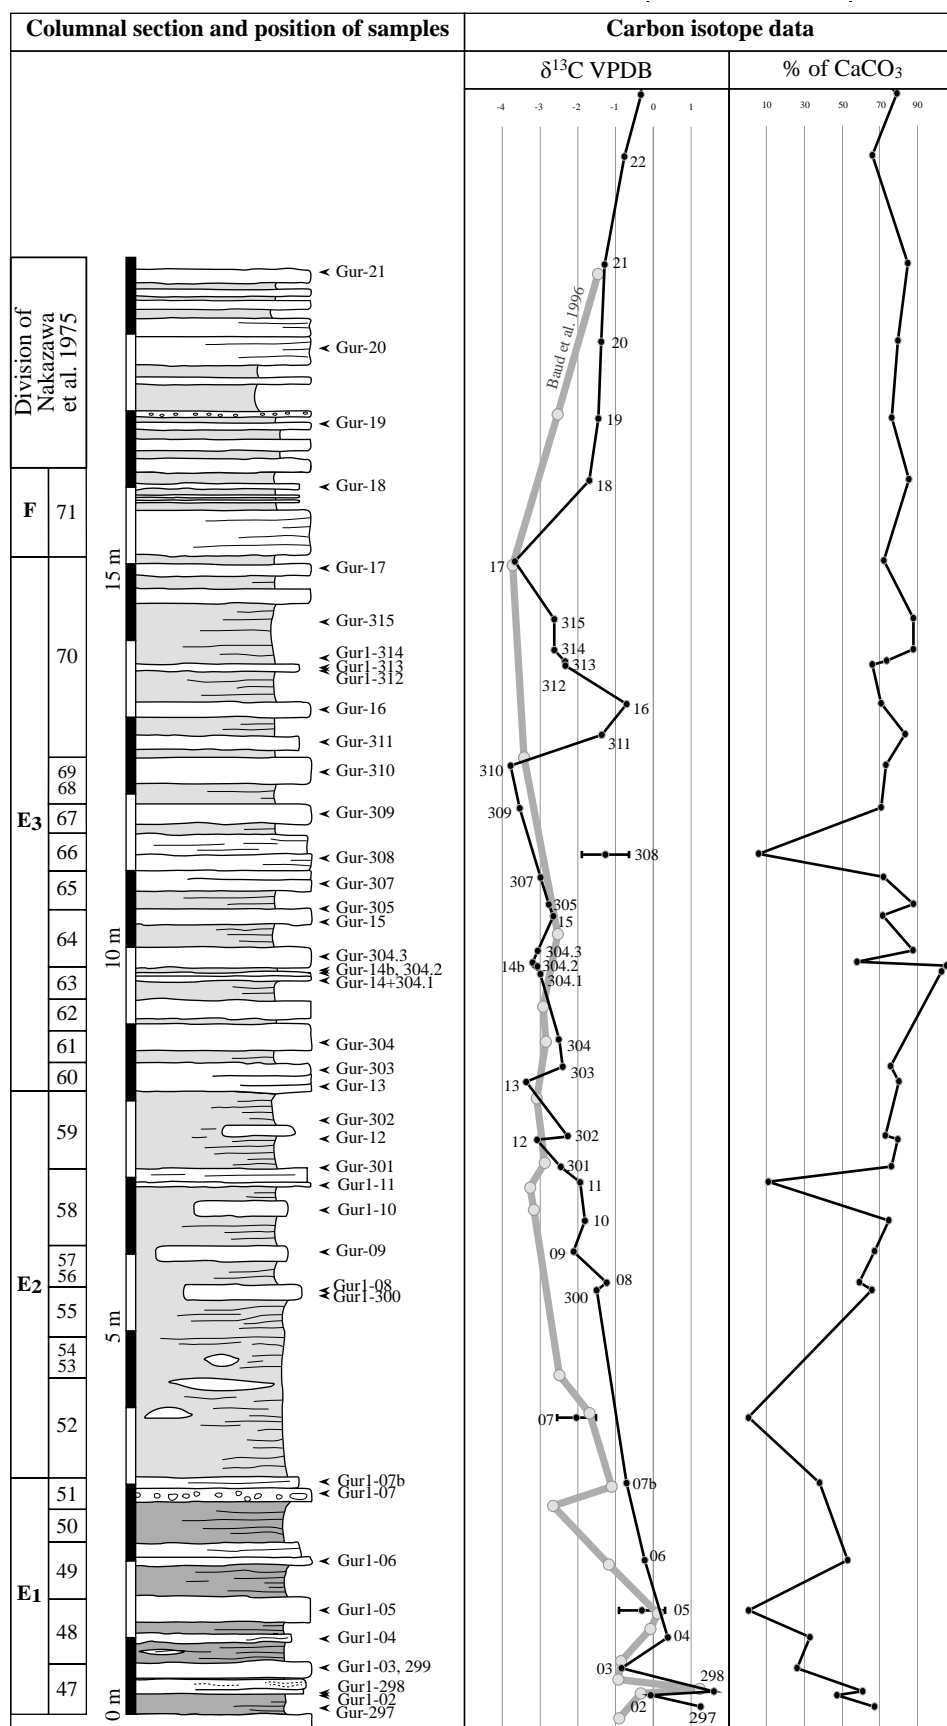 Columnal section and position of samples
Carbon isotope data
δ¹³C VPDB
% of CaCO₃
-4 -3 -2 -1 0 1
10 30 50 70 90
Division of
Nakazawa
et al. 1975
F
E3
E2
E1
71
70
69
68
67
66
65
64
63
62
61
60
59
58
57
56
55
54
53
52
51
50
49
48
47
15 m
10 m
5 m
0 m
Gur-21
Gur-20
Gur-19
Gur-18
Gur-17
Gur-315
Gur1-314
Gur1-313
Gur1-312
Gur-16
Gur-311
Gur-310
Gur-309
Gur-308
Gur-307
Gur-305
Gur-15
Gur-304.3
Gur-14b, 304.2
Gur-14+304.1
Gur-304
Gur-303
Gur-13
Gur-302
Gur-12
Gur-301
Gur1-11
Gur1-10
Gur-09
Gur1-08
Gur1-300
Gur1-07b
Gur1-07
Gur1-06
Gur1-05
Gur1-04
Gur1-03, 299
Gur1-298
Gur1-02
Gur-297
Baud et al. 1996
22
21
20
19
18
17
315
314
313
312
16
311
310
309
308
307
305
15
304.3
14b
304.2
304.1
304
303
13
302
12
301
11
10
09
08
300
07
07b
06
05
04
03
298
02
297